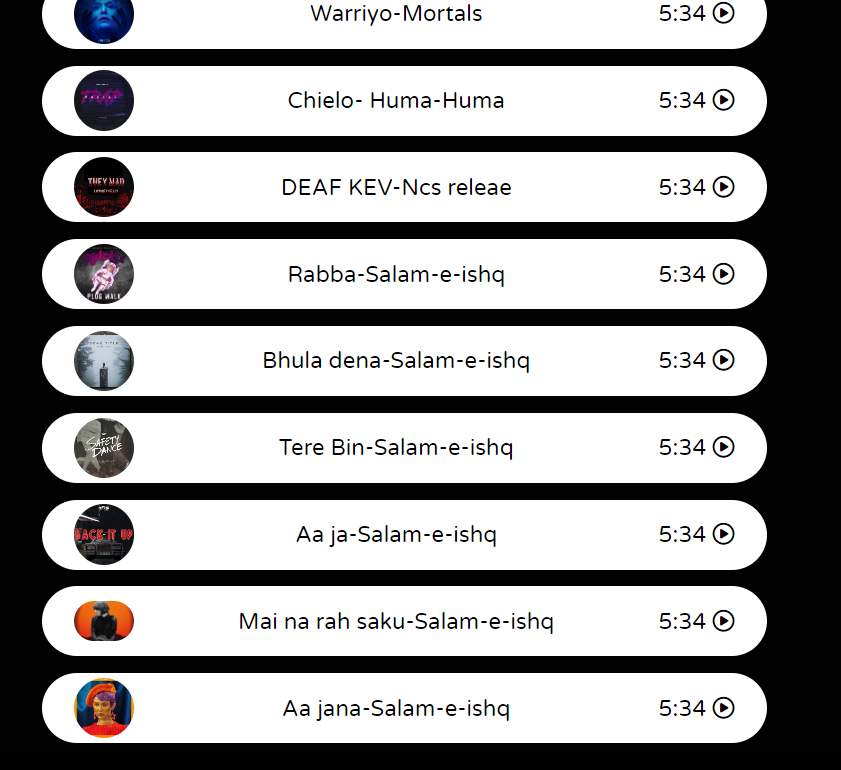 Warriyo-Mortals 5:34
TRAP
Chielo- Huma-Huma 5:34
THEY MAD
DEAF KEV-Ncs releae 5:34
PLUG WALK
Rabba-Salam-e-ishq 5:34
Bhula dena-Salam-e-ishq 5:34
SAFETY
DANCE
Tere Bin-Salam-e-ishq 5:34
BACK IT UP
Aa ja-Salam-e-ishq 5:34
Mai na rah saku-Salam-e-ishq 5:34
Aa jana-Salam-e-ishq 5:34